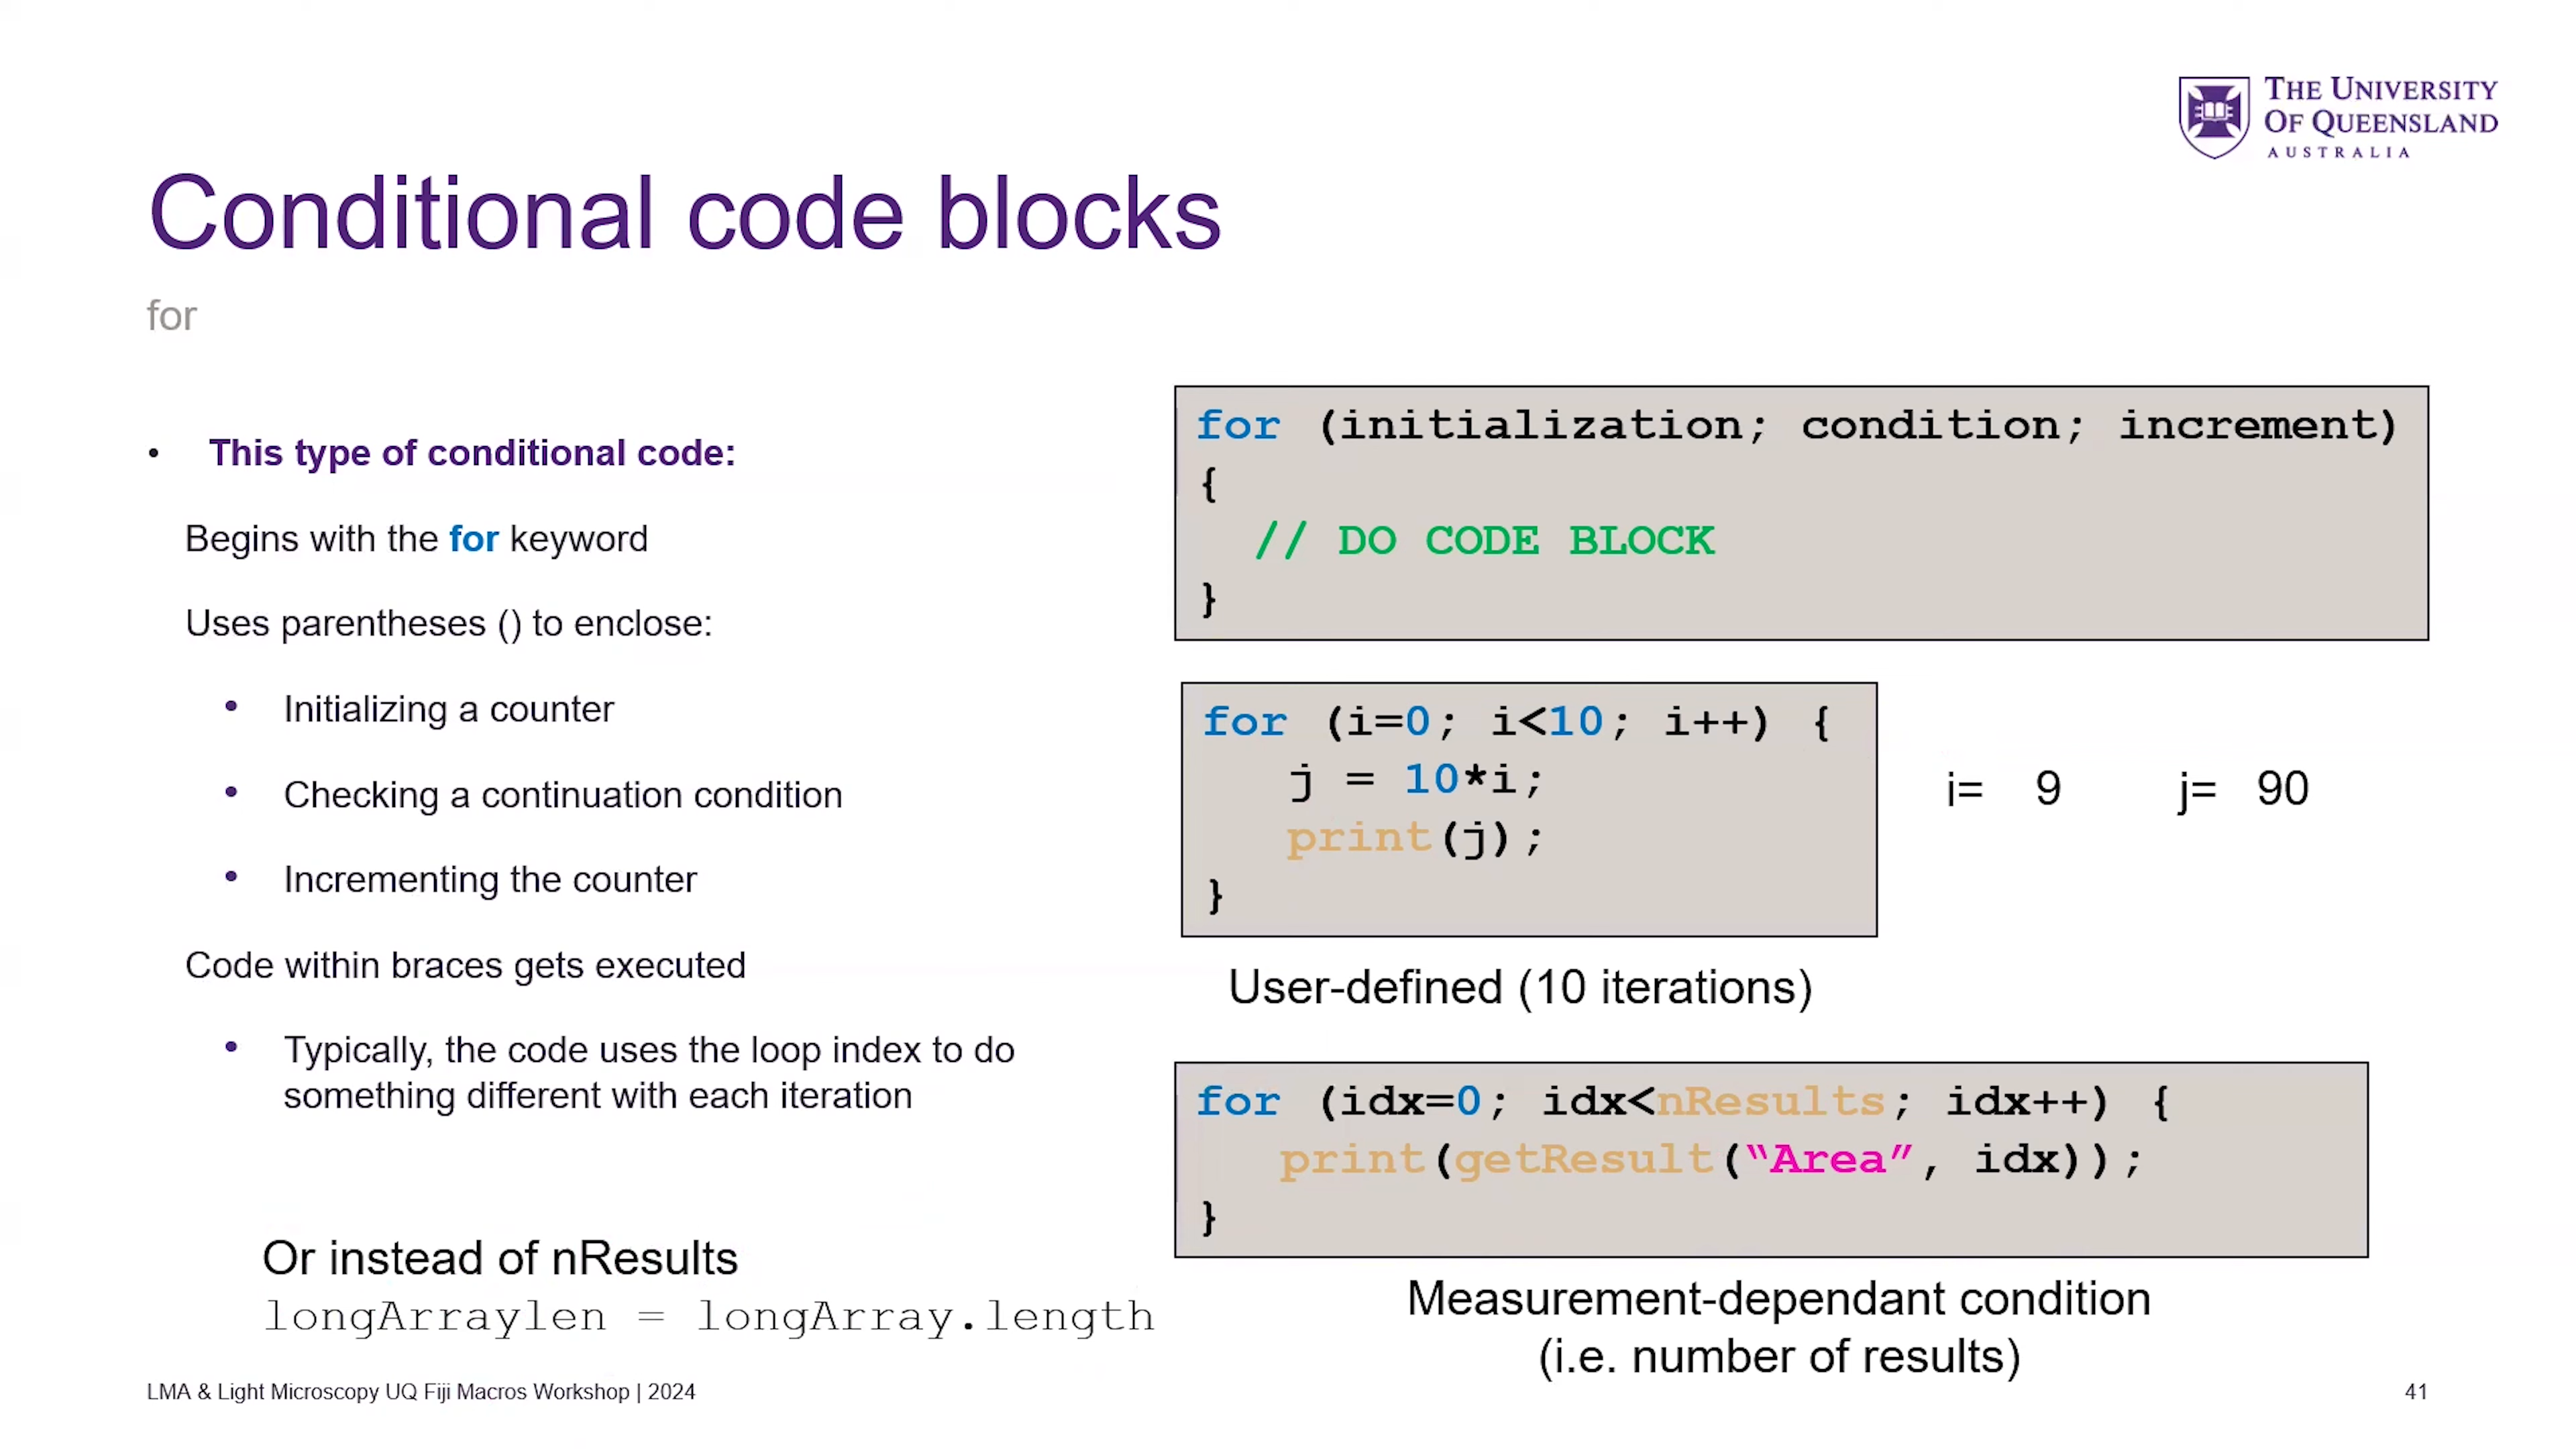 THE UNIVERSITY
OF QUEENSLAND
AUSTRALIA
Conditional code blocks
for
• This type of conditional code:
Begins with the for keyword
Uses parentheses () to enclose:
• Initializing a counter
• Checking a continuation condition
• Incrementing the counter
Code within braces gets executed
• Typically, the code uses the loop index to do
something different with each iteration
Or instead of nResults
longArraylen = longArray.length
for (initialization; condition; increment)
{
// DO CODE BLOCK
}
for (i=0; i<10; i++) {
j = 10*i;
print(j);
}
i= 9 j= 90
User-defined (10 iterations)
for (idx=0; idx<nResults; idx++) {
print(getResult(“Area”, idx));
}
Measurement-dependant condition
(i.e. number of results)
LMA & Light Microscopy UQ Fiji Macros Workshop | 2024
41